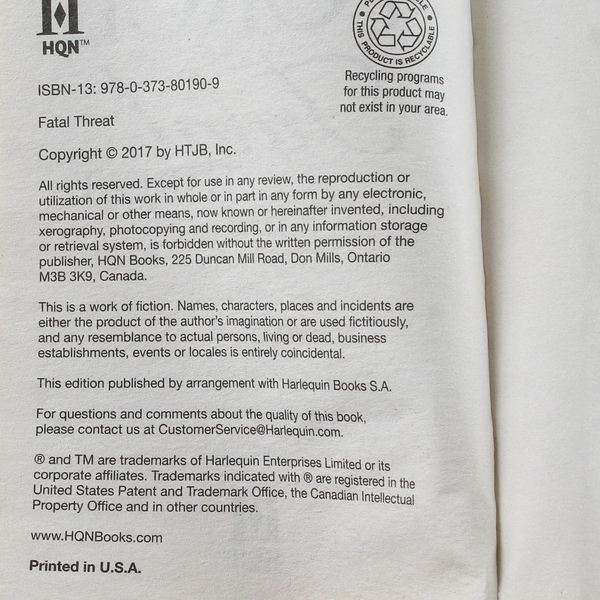 HQN™
THIS PRODUCT IS RECYCLABLE
Recycling programs
for this product may
not exist in your area.
ISBN-13: 978-0-373-80190-9
Fatal Threat
Copyright © 2017 by HTJB, Inc.
All rights reserved. Except for use in any review, the reproduction or
utilization of this work in whole or in part in any form by any electronic,
mechanical or other means, now known or hereinafter invented, including
xerography, photocopying and recording, or in any information storage
or retrieval system, is forbidden without the written permission of the
publisher, HQN Books, 225 Duncan Mill Road, Don Mills, Ontario
M3B 3K9, Canada.
This is a work of fiction. Names, characters, places and incidents are
either the product of the author's imagination or are used fictitiously,
and any resemblance to actual persons, living or dead, business
establishments, events or locales is entirely coincidental.
This edition published by arrangement with Harlequin Books S.A.
For questions and comments about the quality of this book,
please contact us at CustomerService@Harlequin.com.
® and TM are trademarks of Harlequin Enterprises Limited or its
corporate affiliates. Trademarks indicated with ® are registered in the
United States Patent and Trademark Office, the Canadian Intellectual
Property Office and in other countries.
www.HQNBooks.com
Printed in U.S.A.